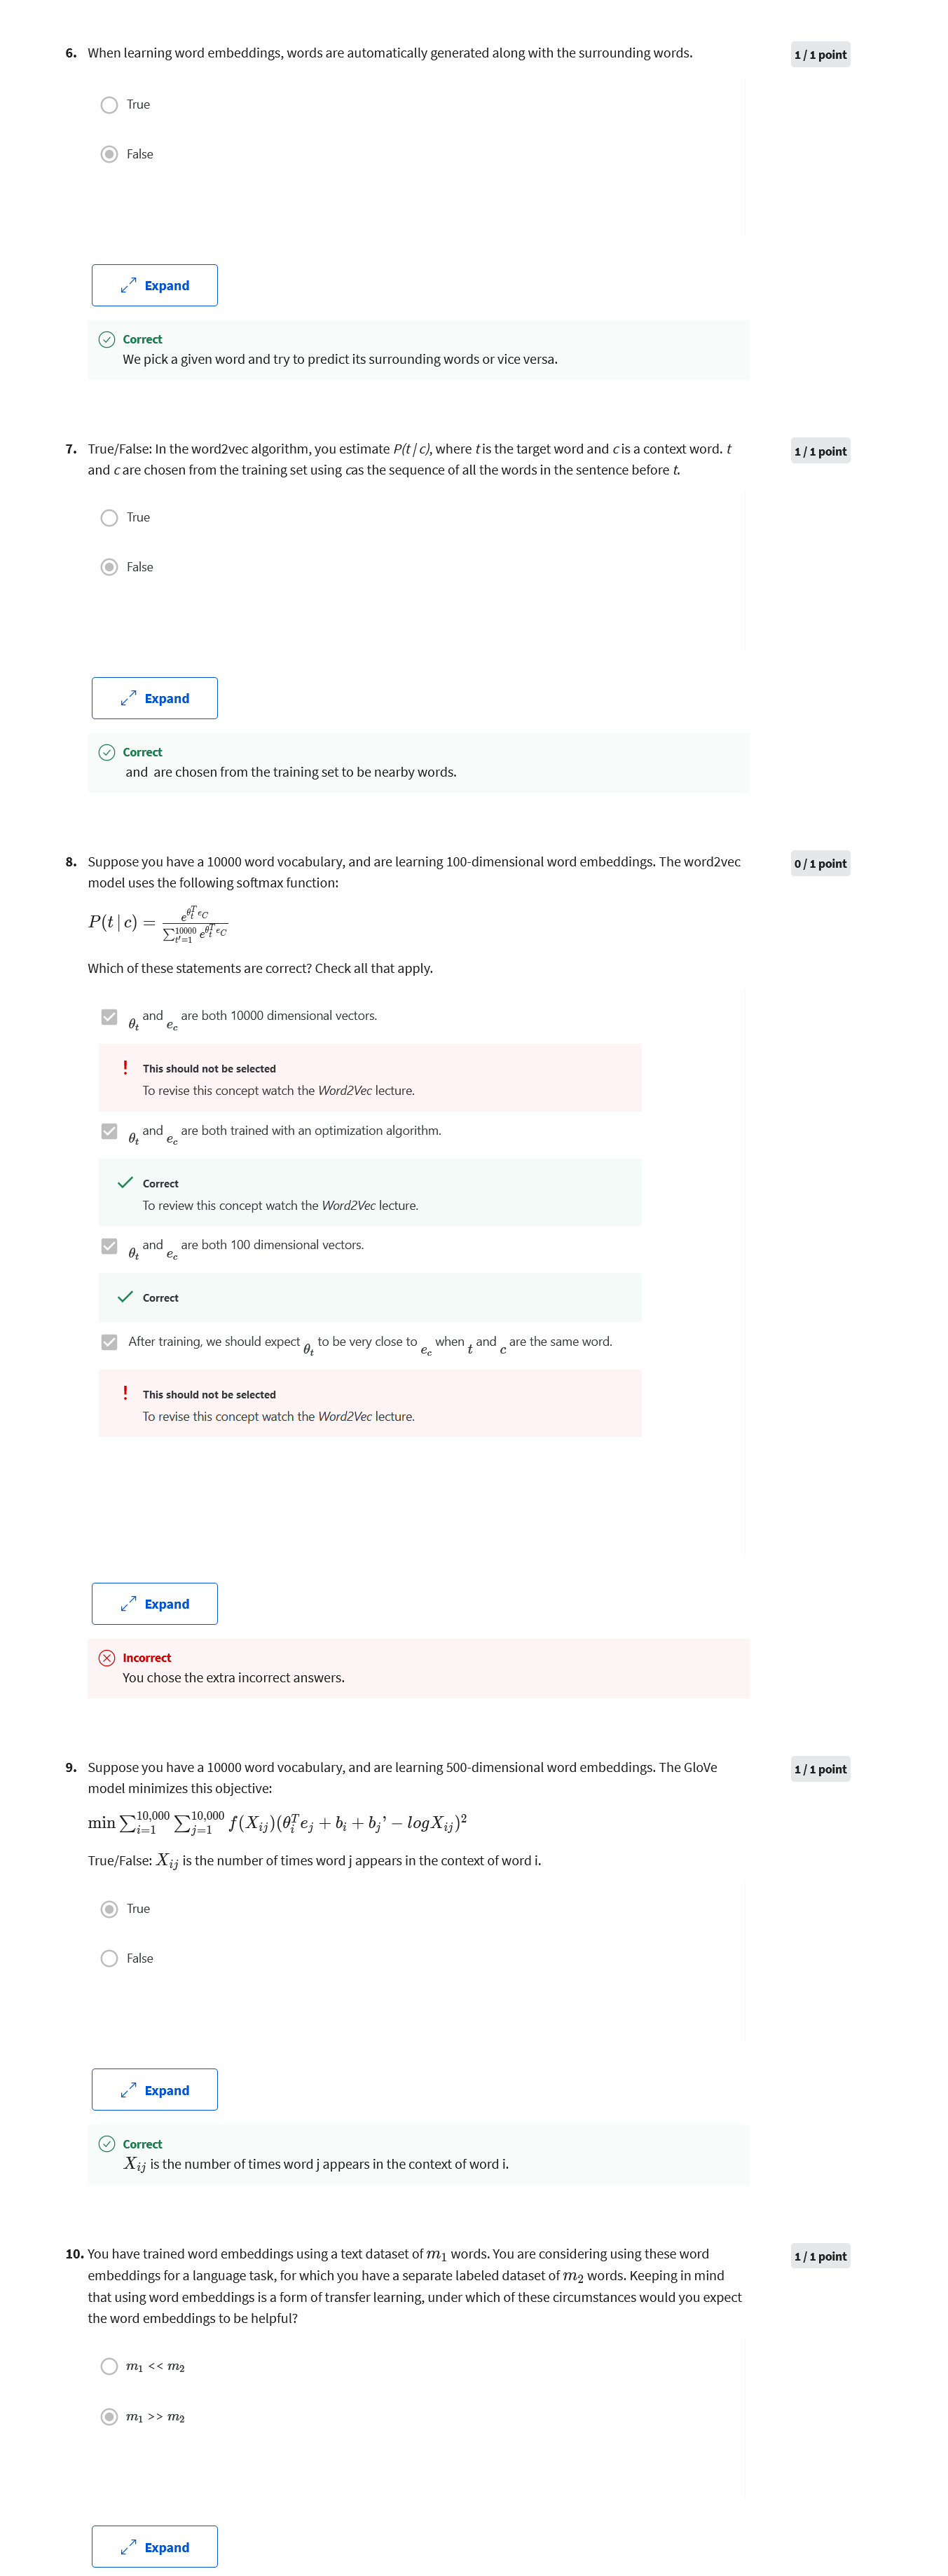 6. When learning word embeddings, words are automatically generated along with the surrounding words.
1 / 1 point
True
False
Expand
Correct
We pick a given word and try to predict its surrounding words or vice versa.
7. True/False: In the word2vec algorithm, you estimate P(t | c), where t is the target word and c is a context word. t
and c are chosen from the training set using cas the sequence of all the words in the sentence before t.
1 / 1 point
True
False
Expand
Correct
and are chosen from the training set to be nearby words.
8. Suppose you have a 10000 word vocabulary, and are learning 100-dimensional word embeddings. The word2vec
model uses the following softmax function:
0 / 1 point
P(t | c) = \frac{e^{θ_t^T e_C}}{\sum_{t'=1}^{10000} e^{θ_t^T e_C}}
Which of these statements are correct? Check all that apply.
θ_t and e_c are both 10000 dimensional vectors.
! This should not be selected
To revise this concept watch the Word2Vec lecture.
θ_t and e_c are both trained with an optimization algorithm.
Correct
To review this concept watch the Word2Vec lecture.
θ_t and e_c are both 100 dimensional vectors.
Correct
After training, we should expect θ_t to be very close to e_c when t and c are the same word.
! This should not be selected
To revise this concept watch the Word2Vec lecture.
Expand
Incorrect
You chose the extra incorrect answers.
9. Suppose you have a 10000 word vocabulary, and are learning 500-dimensional word embeddings. The GloVe
model minimizes this objective:
1 / 1 point
min \sum_{i=1}^{10,000} \sum_{j=1}^{10,000} f(X_{ij})(θ_i^T e_j + b_i + b_j' − logX_{ij})^2
True/False: X_{ij} is the number of times word j appears in the context of word i.
True
False
Expand
Correct
X_{ij} is the number of times word j appears in the context of word i.
10. You have trained word embeddings using a text dataset of m_1 words. You are considering using these word
embeddings for a language task, for which you have a separate labeled dataset of m_2 words. Keeping in mind
that using word embeddings is a form of transfer learning, under which of these circumstances would you expect
the word embeddings to be helpful?
1 / 1 point
m_1 << m_2
m_1 >> m_2
Expand